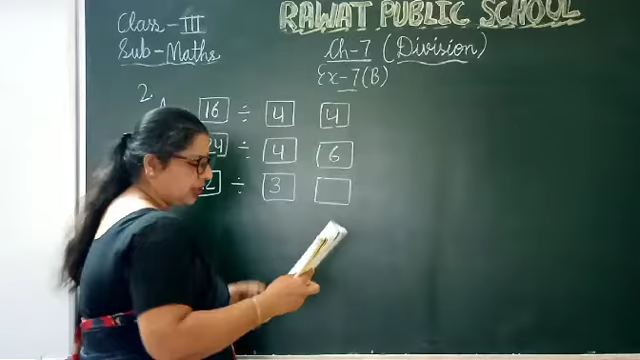 RAWAT PUBLIC SCHOOL
Class - III
Ch-7 (Division)
Sub - Maths
Ex - 7(B)
2.
16 ÷ 4 4
24 ÷ 4 6
÷ 3